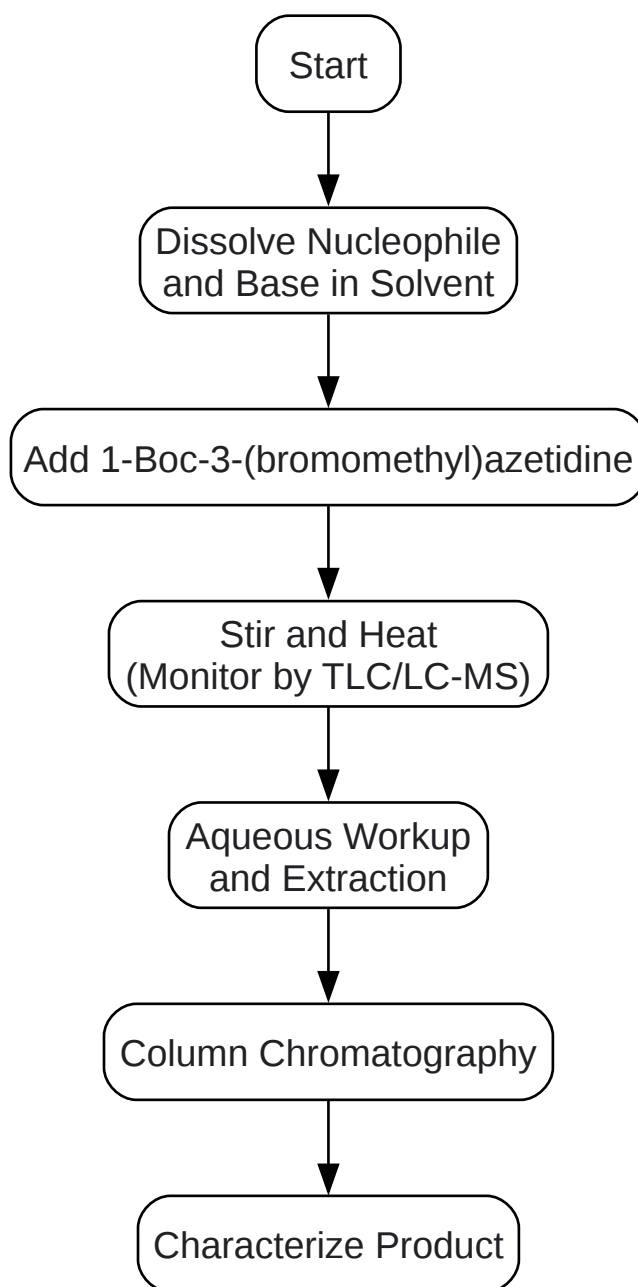 Start
Dissolve Nucleophile
and Base in Solvent
Add 1-Boc-3-(bromomethyl)azetidine
Stir and Heat
(Monitor by TLC/LC-MS)
Aqueous Workup
and Extraction
Column Chromatography
Characterize Product